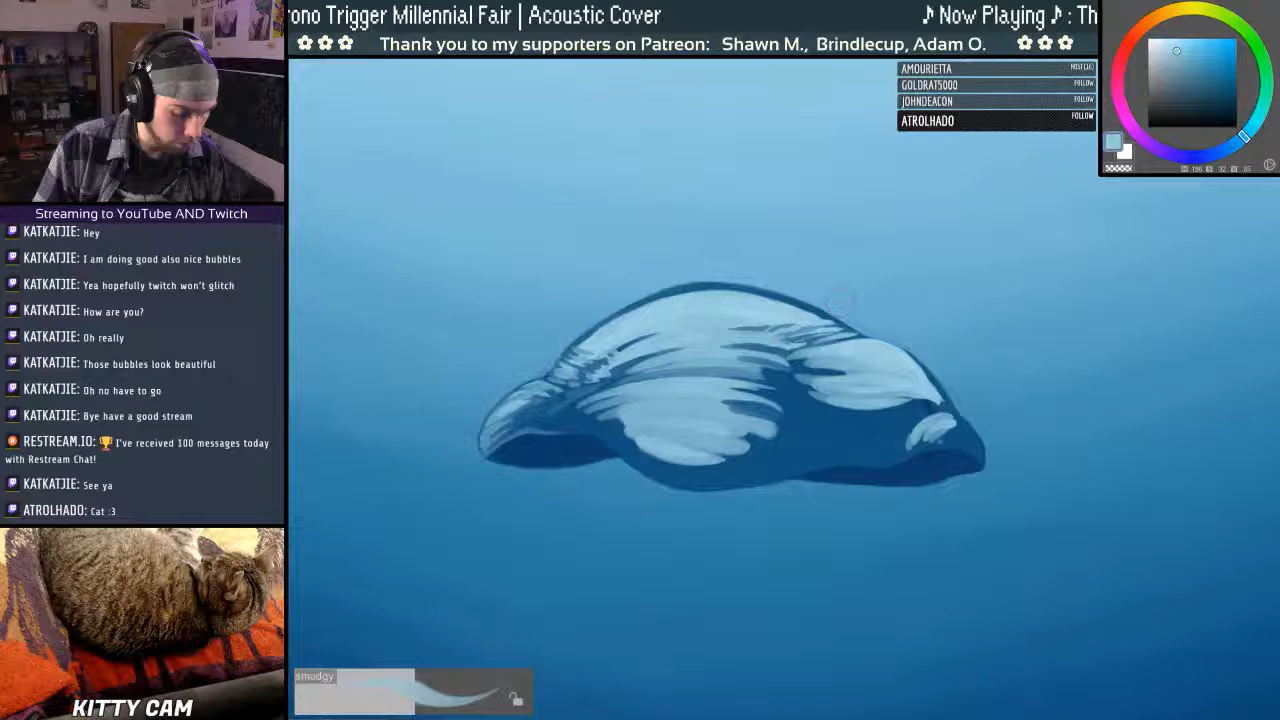 ono Trigger Millennial Fair | Acoustic Cover
♪ Now Playing ♪ : Th
✿ ✿ ✿ Thank you to my supporters on Patreon: Shawn M., Brindlecup, Adam O. ✿ ✿ ✿
AMOURIETTA
GOLDRAT5000 FOLLOW
JOHNDEACON FOLLOW
ATROLHADO FOLLOW
Streaming to YouTube AND Twitch
KATKATJIE: Hey
KATKATJIE: I am doing good also nice bubbles
KATKATJIE: Yea hopefully twitch won't glitch
KATKATJIE: How are you?
KATKATJIE: Oh really
KATKATJIE: Those bubbles look beautiful
KATKATJIE: Oh no have to go
KATKATJIE: Bye have a good stream
RESTREAM.IO: 🏆 I've received 100 messages today
with Restream Chat!
KATKATJIE: See ya
ATROLHADO: Cat :3
smudgy
KITTY CAM